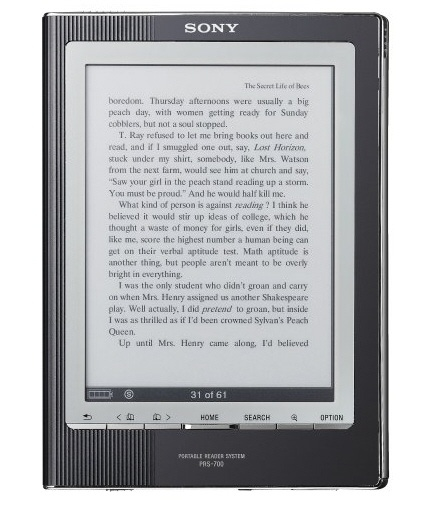 SONY
The Secret Life of Bees
boredom. Thursday afternoons were usually a big
peach day, with women getting ready for Sunday
cobblers, but not a soul stopped.
T. Ray refused to let me bring books out here and
read, and if I smuggled one out, say, Lost Horizon,
stuck under my shirt, somebody, like Mrs. Watson
from the next farm, would see him at church and say,
"Saw your girl in the peach stand reading up a storm.
You must be proud." And he would half kill me.
What kind of person is against reading ? I think he
believed it would stir up ideas of college, which he
thought a waste of money for girls, even if they did,
like me, score the highest number a human being can
get on their verbal aptitude test. Math aptitude is
another thing, but people aren't meant to be overly
bright in everything.
I was the only student who didn't groan and carry
on when Mrs. Henry assigned us another Shakespeare
play. Well actually, I did pretend to groan, but inside
I was as thrilled as if I'd been crowned Sylvan's Peach
Queen.
Up until Mrs. Henry came along, I'd believed
S 31 of 61
HOME SEARCH OPTION
PORTABLE READER SYSTEM
PRS-700